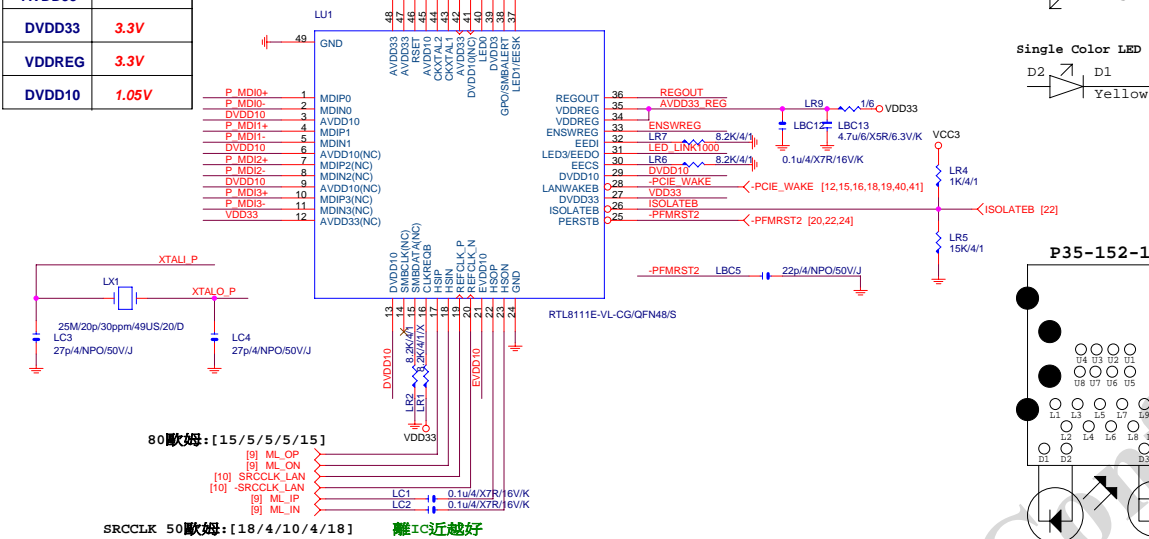 DVDD33 3.3V
VDDREG 3.3V
DVDD10 1.05V
LU1
48 47 46 45 44 43 42 41 40 39 38 37
AVDD33
AVDD33
RSET
AVDD10
CKXTAL2
CKXTAL1
AVDD33
DVDD10(NC)
LED0
DVDD3
GPO/SMBALERT
LED1/EESK
49 GND
P_MDI0+ 1 MDIP0
P_MDI0- 2 MDIN0
DVDD10 3 AVDD10
P_MDI1+ 4 MDIP1
P_MDI1- 5 MDIN1
DVDD10 6 AVDD10(NC)
P_MDI2+ 7 MDIP2(NC)
P_MDI2- 8 MDIN2(NC)
DVDD10 9 AVDD10(NC)
P_MDI3+ 10 MDIP3(NC)
P_MDI3- 11 MDIN3(NC)
VDD33 12 AVDD33(NC)
REGOUT 36 REGOUT
VDDREG 35 AVDD33_REG
VDDREG 34
ENSWREG 33 ENSWREG
EEDI 32 LR7 8.2K/4/1
LED3/EEDO 31 LED_LINK1000
EECS 30 LR6 8.2K/4/1
DVDD10 29 DVDD10
LANWAKEB 28 -PCIE_WAKE
DVDD33 27 VDD33
ISOLATEB 26 ISOLATEB
PERSTB 25 -PFMRST2
LR9 1/6 VDD33
LBC12 LBC13
4.7u/6/X5R/6.3V/K
0.1u/4/X7R/16V/K
VCC3
LR4
1K/4/1
-PCIE_WAKE [12,15,16,18,19,40,41]
ISOLATEB [22]
-PFMRST2 [20,22,24]
LR5
15K/4/1
-PFMRST2 LBC5 22p/4/NPO/50V/J
DVDD10
SMBCLK(NC)
SMBDATA(NC)
CLKREQB
HSIP
HSIN
REFCLK_P
REFCLK_N
EVDD10
HSOP
HSON
GND
13 14 15 16 17 18 19 20 21 22 23 24
RTL8111E-VL-CG/QFN48/S
XTALI_P
LX1
XTALO_P
25M/20p/30ppm/49US/20/D
LC3
27p/4/NPO/50V/J
LC4
27p/4/NPO/50V/J
DVDD10
8.2K/4/1
8.2K/4/1/X
LR2
LR1
EVDD10
VDD33
80歐姆:[15/5/5/5/15]
[9] ML_OP
[9] ML_ON
[10] SRCCLK_LAN
[10] -SRCCLK_LAN
[9] ML_IP LC1 0.1u/4/X7R/16V/K
[9] ML_IN LC2 0.1u/4/X7R/16V/K
SRCCLK 50歐姆:[18/4/10/4/18] 離IC近越好
Single Color LED
D2 D1
Yellow
P35-152-1
U4 U3 U2 U1
U8 U7 U6 U5
L1 L3 L5 L7 L9
L2 L4 L6 L8
D1 D2 D3